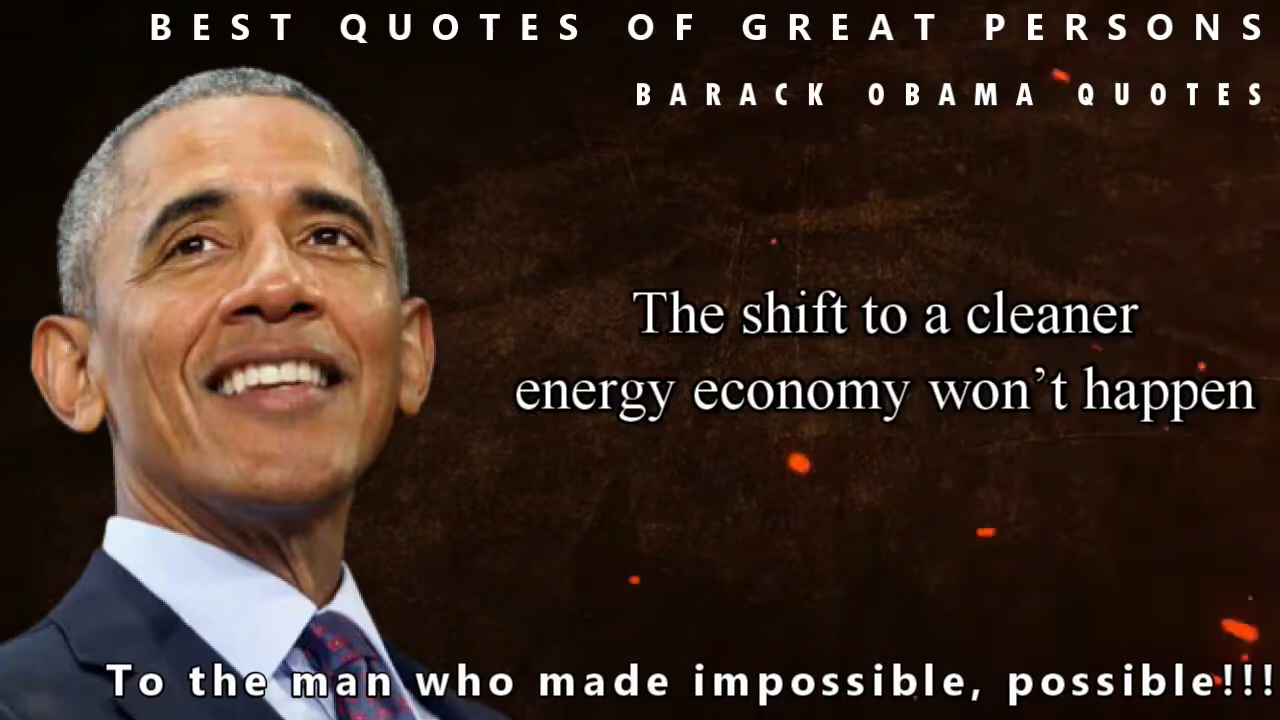 BEST QUOTES OF GREAT PERSONS
BARACK OBAMA QUOTES
The shift to a cleaner
energy economy won’t happen
To the man who made impossible, possible!!!